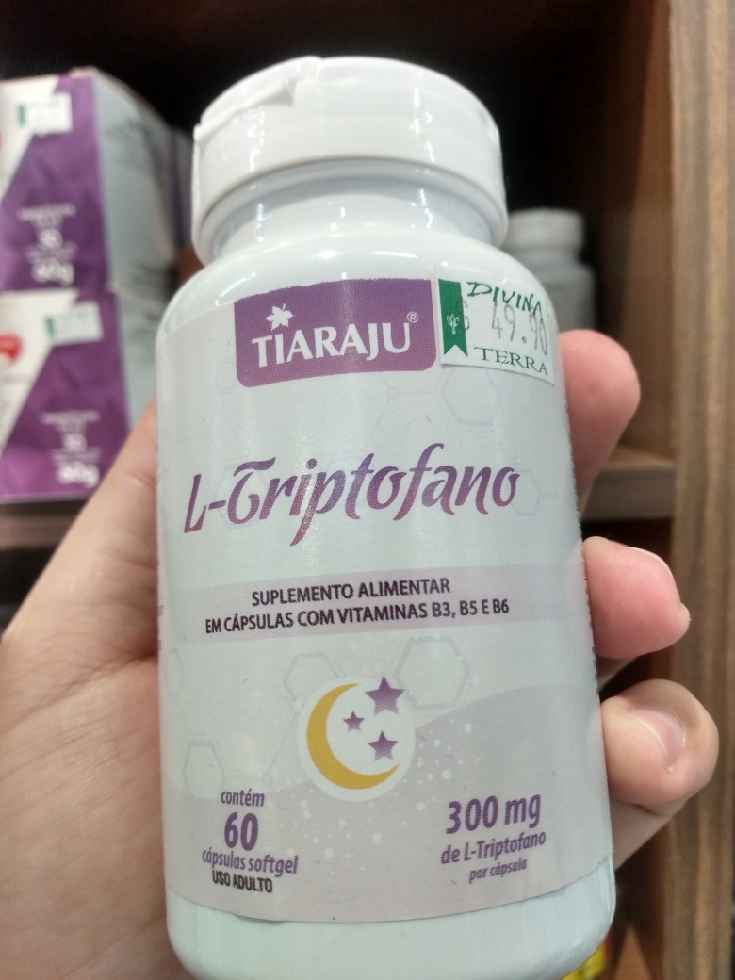 TIARAJU®
DIVINA
49.90
TERRA
L-Triptofano
SUPLEMENTO ALIMENTAR
EM CÁPSULAS COM VITAMINAS B3, B5 E B6
contém
60
cápsulas softgel
USO ADULTO
300 mg
de L-Triptofano
por cápsula